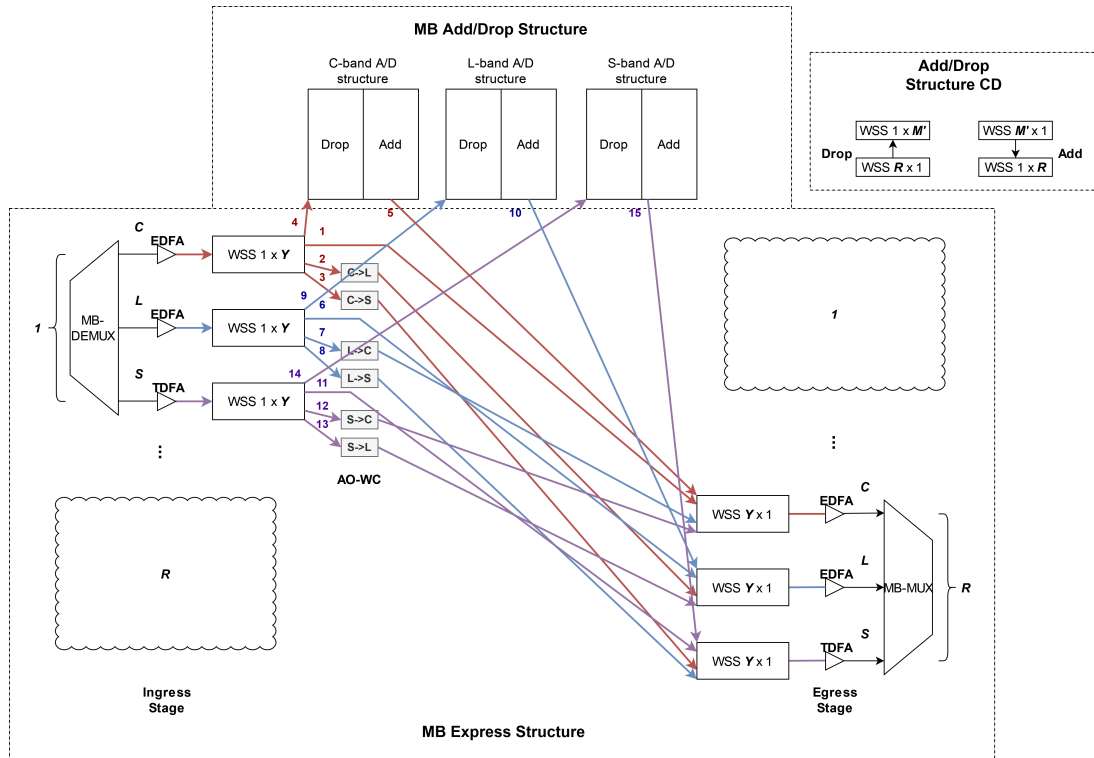 MB Add/Drop Structure
C-band A/D
structure
L-band A/D
structure
S-band A/D
structure
Drop
Add
Drop
Add
Drop
Add
Add/Drop
Structure CD
WSS 1 x M'
WSS M' x 1
Drop
Add
WSS R x 1
WSS 1 x R
4
5
10
15
1
2
3
9
6
7
8
14
11
12
13
C
EDFA
WSS 1 x Y
L
EDFA
WSS 1 x Y
S
TDFA
WSS 1 x Y
1
MB-
DEMUX
C->L
C->S
L->C
L->S
S->C
S->L
AO-WC
...
1
...
R
Ingress
Stage
WSS Y x 1
EDFA
C
WSS Y x 1
EDFA
L
WSS Y x 1
TDFA
S
MB-MUX
R
Egress
Stage
MB Express Structure